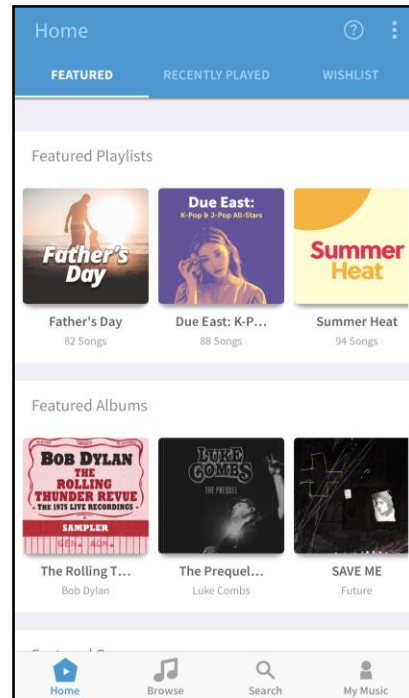 Home
?
FEATURED RECENTLY PLAYED WISHLIST
Featured Playlists
Father's
Day
Due East:
K-Pop & J-Pop All-Stars
Summer
Heat
Father's Day Due East: K-P... Summer Heat
82 Songs 88 Songs 94 Songs
Featured Albums
BOB DYLAN
THE
ROLLING
THUNDER REVUE
THE 1975 LIVE RECORDINGS
SAMPLER
GEN. ADM.
LUKE
COMBS
THE PREQUEL
The Rolling T... The Prequel... SAVE ME
Bob Dylan Luke Combs Future
Home Browse Search My Music